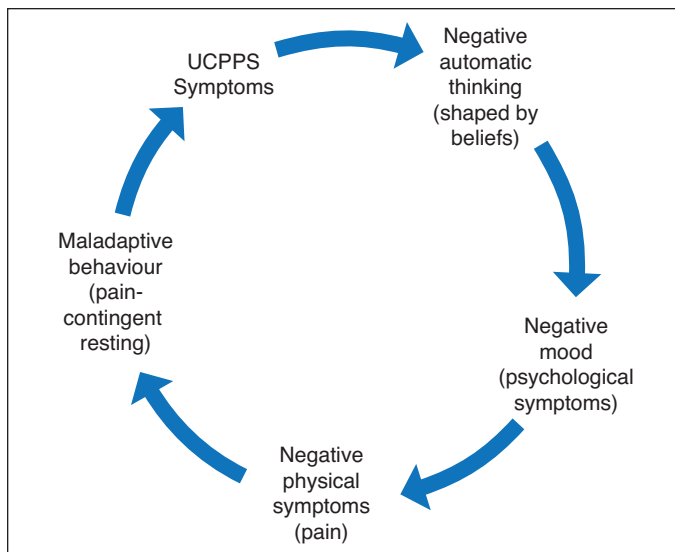 UCPPS
Symptoms
Negative
automatic
thinking
(shaped by
beliefs)
Negative
mood
(psychological
symptoms)
Negative
physical
symptoms
(pain)
Maladaptive
behaviour
(pain-
contingent
resting)